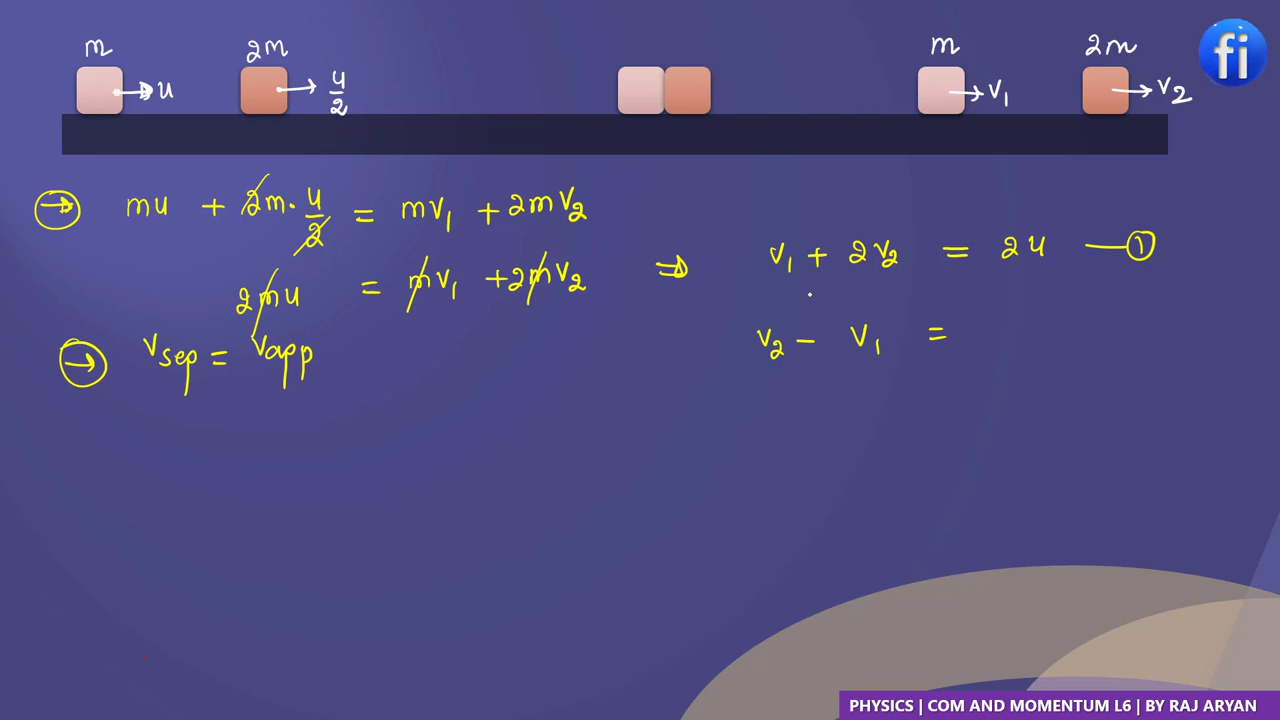 m 2m m 2m
fi
u u/2 v₁ v₂
→ mu + 2m. u/2 = mv₁ + 2mv₂
v₁ + 2v₂ = 2u — ①
2mu = mv₁ + 2mv₂ ⇒
v₂ - v₁ =
→ vsep = vapp
PHYSICS | COM AND MOMENTUM L6 | BY RAJ ARYAN